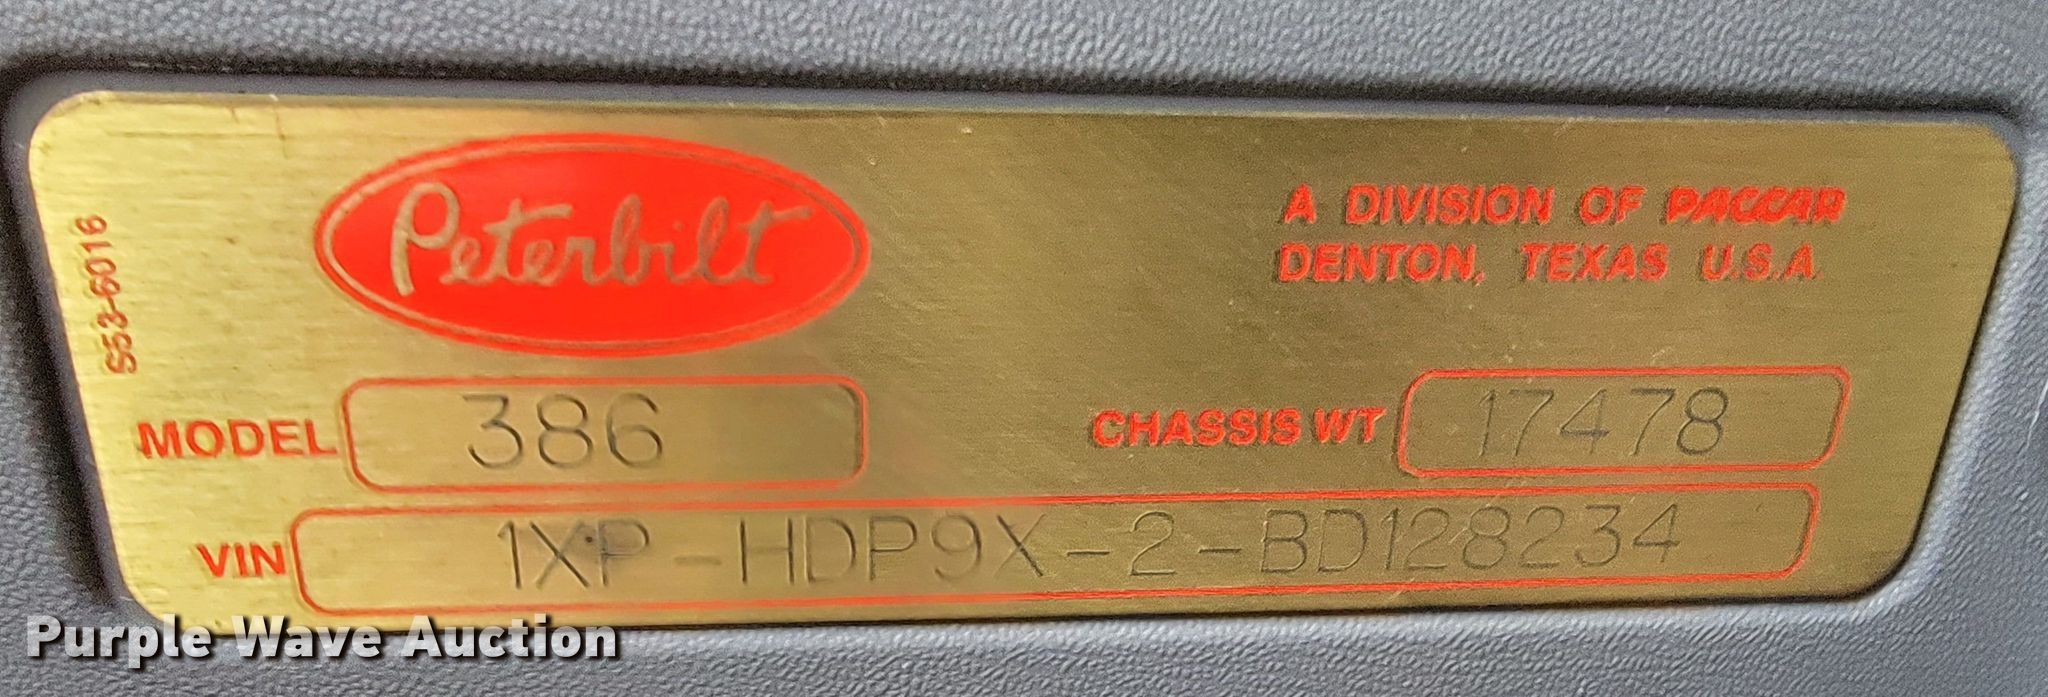 S53-6016
Peterbilt
A DIVISION OF PACCAR
DENTON, TEXAS U.S.A.
MODEL 386
CHASSIS WT 17478
VIN 1XP-HDP9X-2-BD128234
Purple Wave Auction